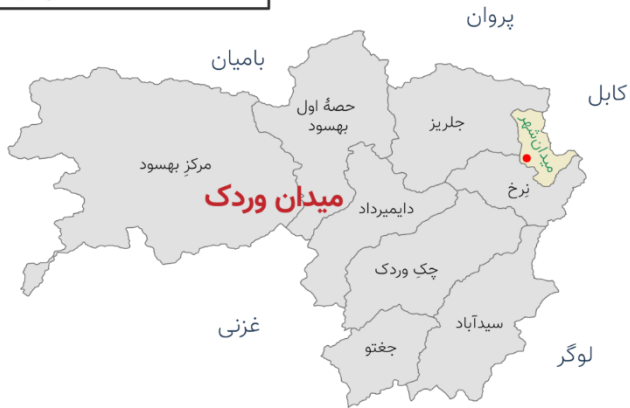 پروان
بامیان
کابل
حصهٔ اول
بهسود
جلریز
میدان‌شهر
مرکزِ بهسود
نِرخ
میدان وردک
دایمیرداد
چکِ وردک
غزنی
سیدآباد
جغتو
لوگر